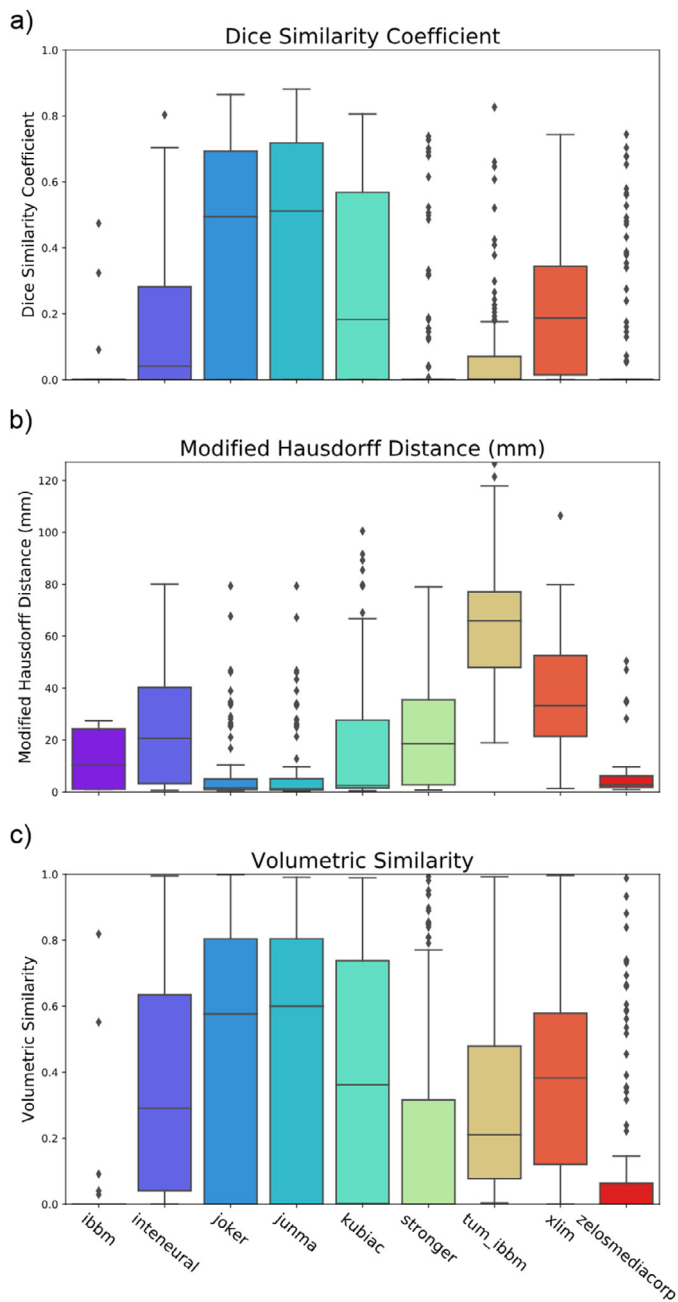 a)
Dice Similarity Coefficient
Dice Similarity Coefficient
1.0
0.8
0.6
0.4
0.2
0.0
b)
Modified Hausdorff Distance (mm)
Modified Hausdorff Distance (mm)
120
100
80
60
40
20
0
c)
Volumetric Similarity
Volumetric Similarity
1.0
0.8
0.6
0.4
0.2
0.0
ibbm
inteneural
joker
junma
kubiac
stronger
tum_ibbm
xlim
zelosmediacorp